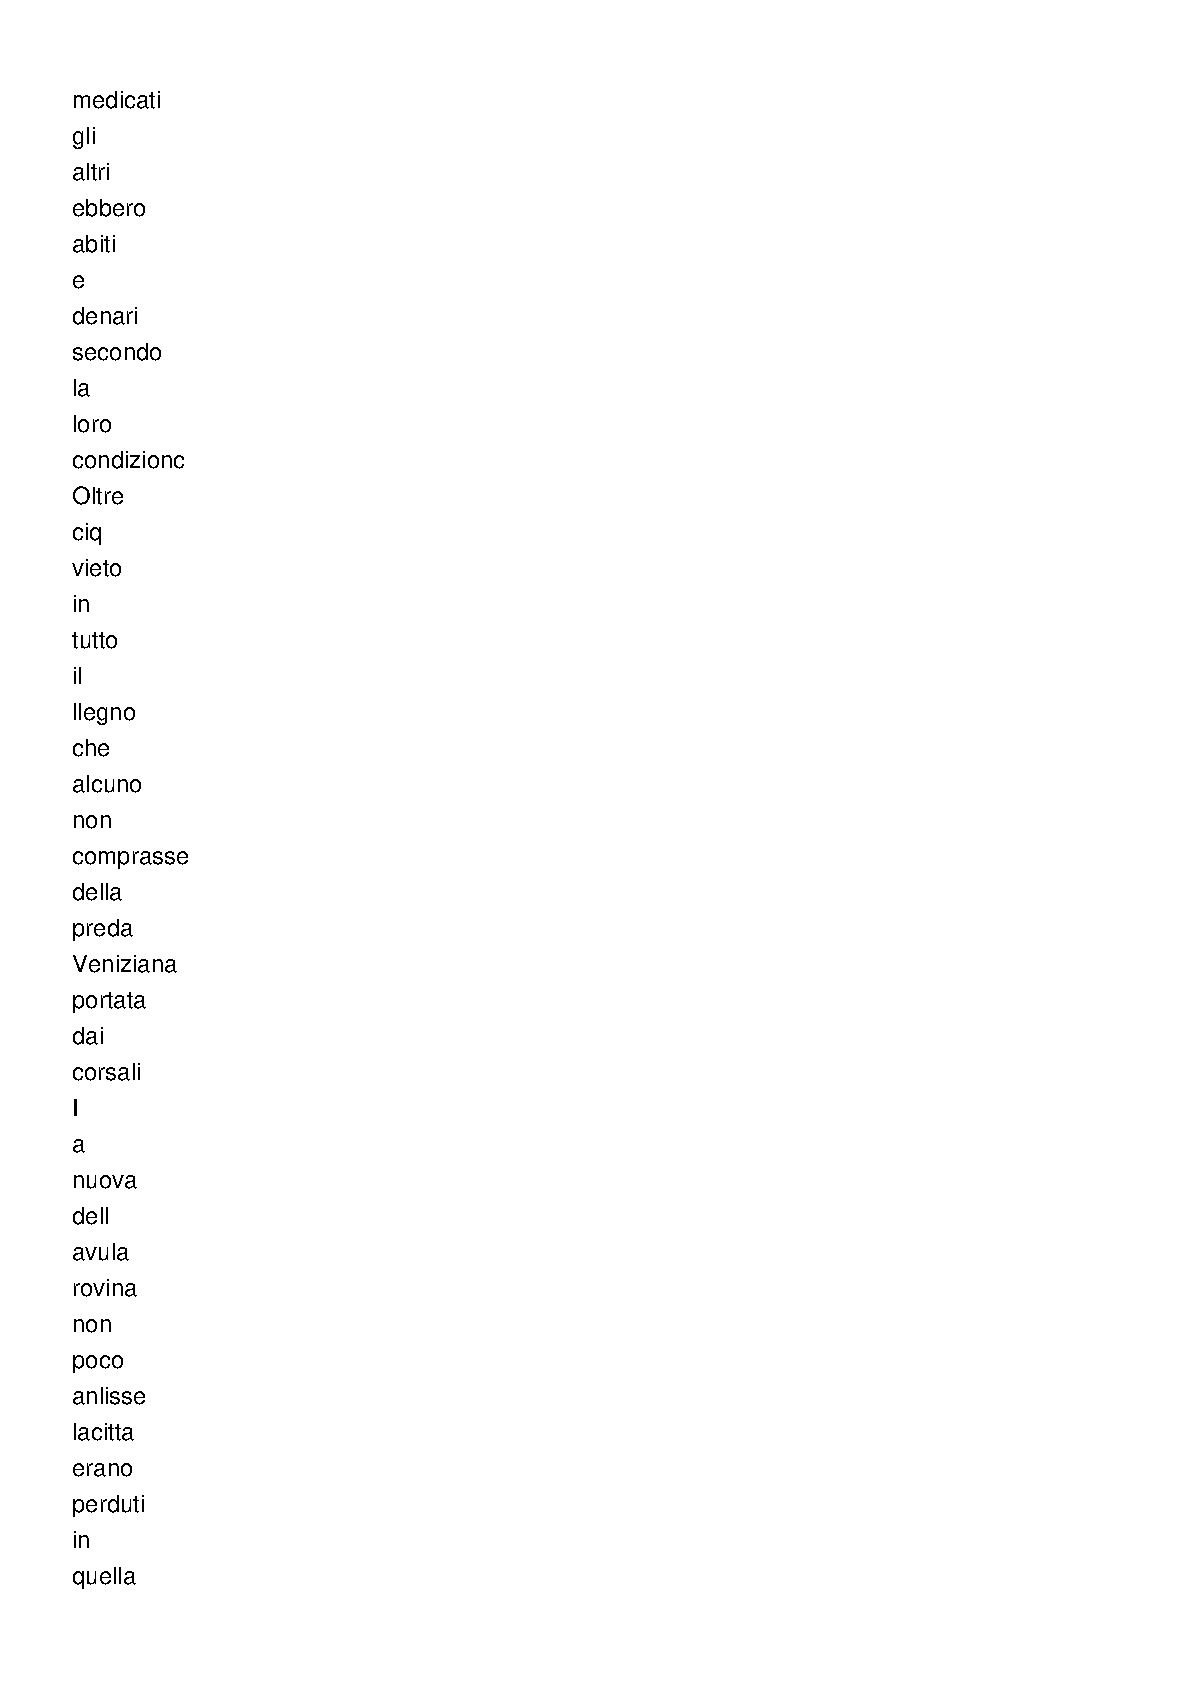 medicati
gli
altri
ebbero
abiti
e
denari
secondo
la
loro
condizionc
Oltre
ciq
vieto
in
tutto
il
llegno
che
alcuno
non
comprasse
della
preda
Veniziana
portata
dai
corsali
I
a
nuova
dell
avula
rovina
non
poco
anlisse
lacitta
erano
perduti
in
quella